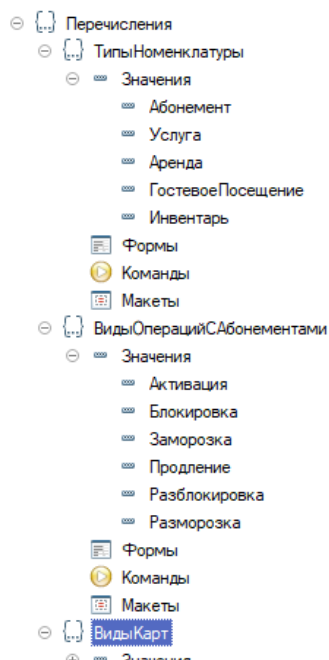 Перечисления
ТипыНоменклатуры
Значения
Абонемент
Услуга
Аренда
ГостевоеПосещение
Инвентарь
Формы
Команды
Макеты
ВидыОперацийСАбонементами
Значения
Активация
Блокировка
Заморозка
Продление
Разблокировка
Разморозка
Формы
Команды
Макеты
ВидыКарт
Значения